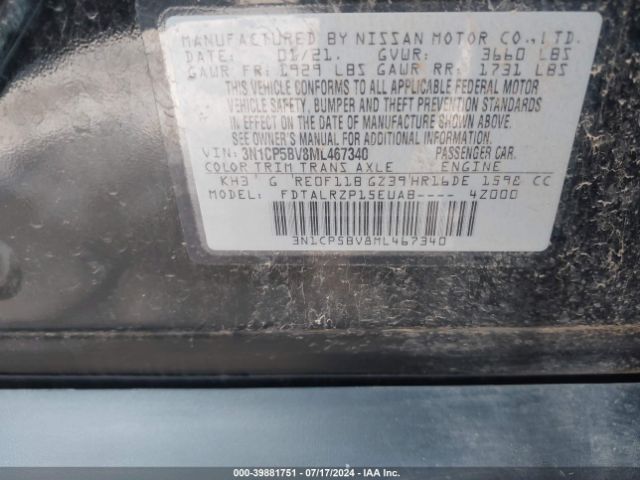 MANUFACTURED BY NISSAN MOTOR CO.,LTD.
DATE: 01/21. GVWR: 3660 LBS
GAWR FR: 1929 LBS GAWR RR: 1731 LBS
THIS VEHICLE CONFORMS TO ALL APPLICABLE FEDERAL MOTOR
VEHICLE SAFETY, BUMPER AND THEFT PREVENTION STANDARDS
IN EFFECT ON THE DATE OF MANUFACTURE SHOWN ABOVE.
SEE OWNER'S MANUAL FOR ADDITIONAL INFORMATION.
VIN: 3N1CP5BV8ML467340 PASSENGER CAR.
COLOR TRIM TRANS AXLE ENGINE
KH3 G RE0F11B GZ39 HR16DE 1598 CC
MODEL: FDTALRZP15EUAB---- 4Z000
3N1CP5BV8ML467340
000-39881751 | 07/17/2024 | IAA Inc.